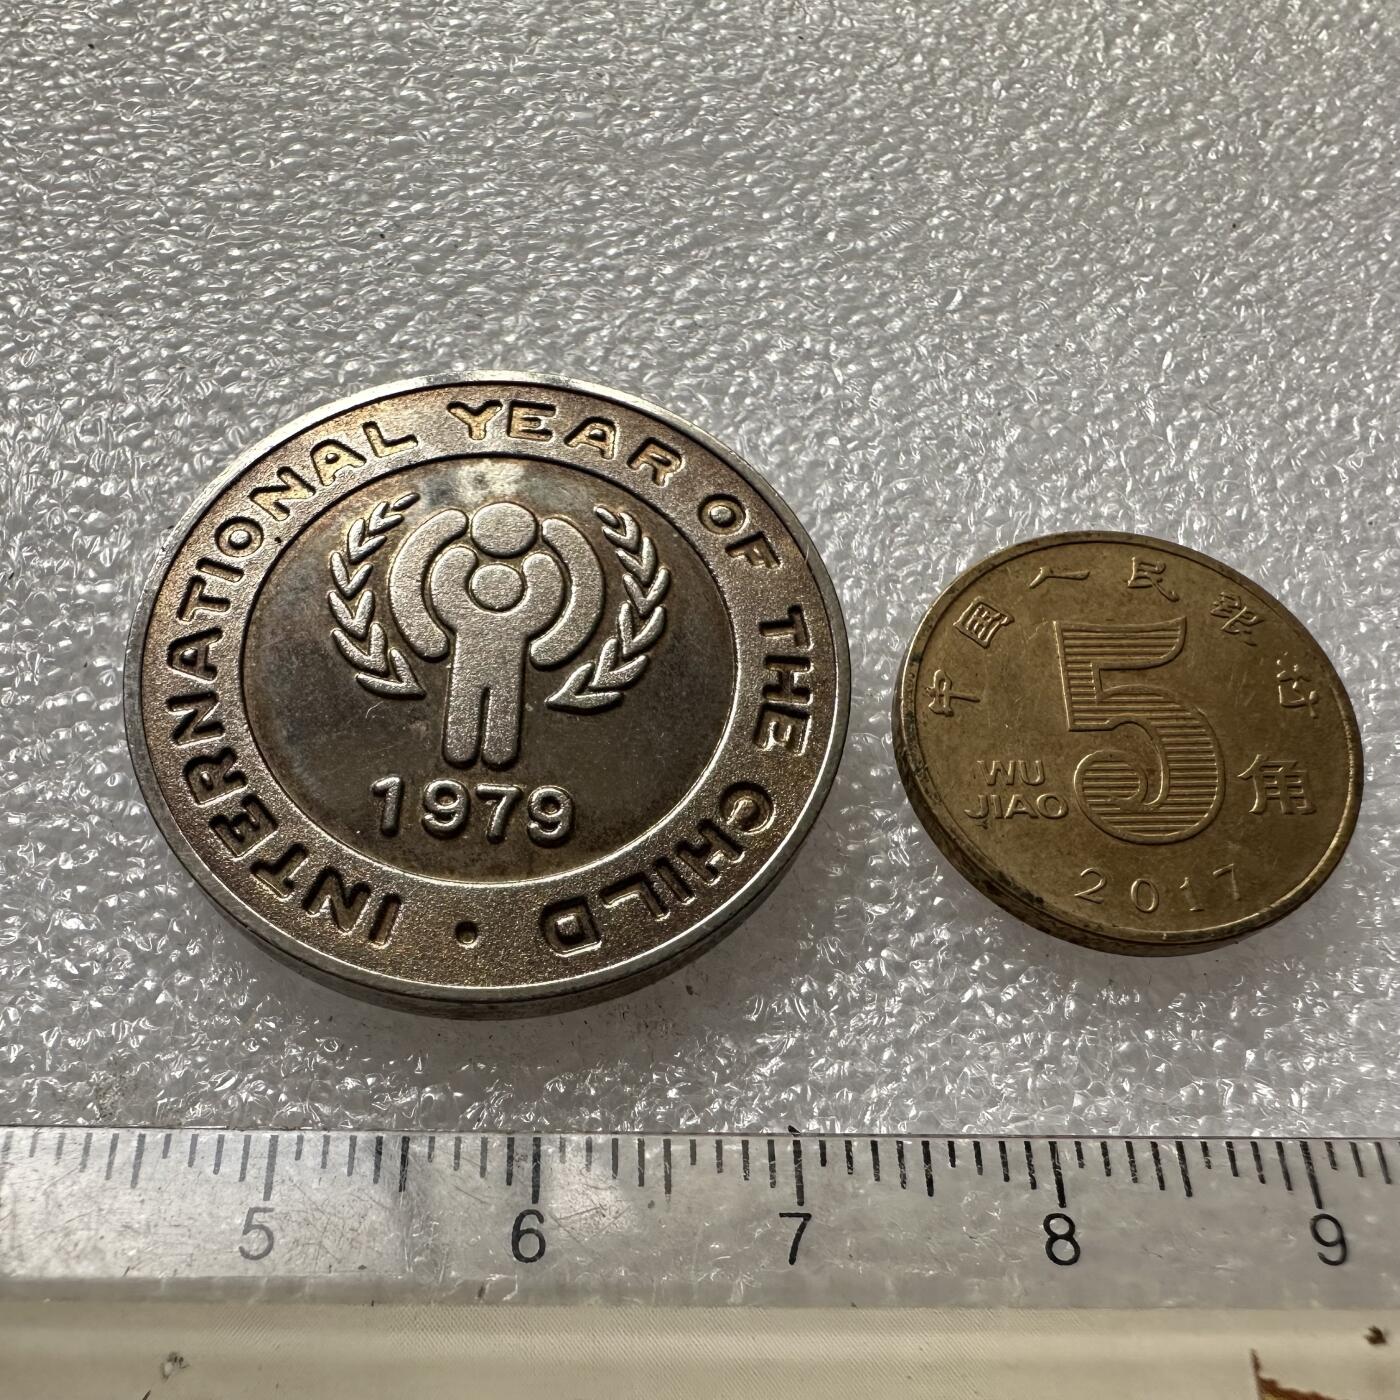 INTERNATIONAL YEAR OF THE CHILD •
1979
中国人民银行
5角
WU
JIAO
2017
5 6 7 8 9